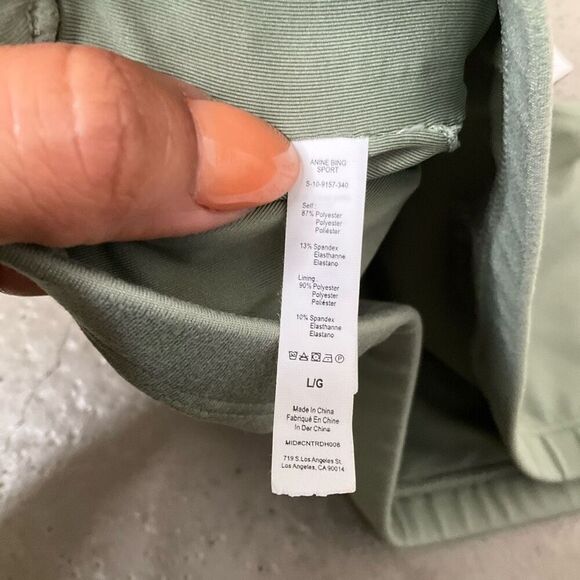 ANINE BING
SPORT
S-10-9157-340
Self :
87% Polyester
Polyester
Poliéster
13% Spandex
Elasthanne
Elastano
Lining
90% Polyester
Polyester
Poliéster
10% Spandex
Elasthanne
Elastano
L/G
Made In China
Fabriqué En Chine
In Der China
MID#CNTRDH008
719 S.Los Angeles St,
Los Angeles, CA 90014